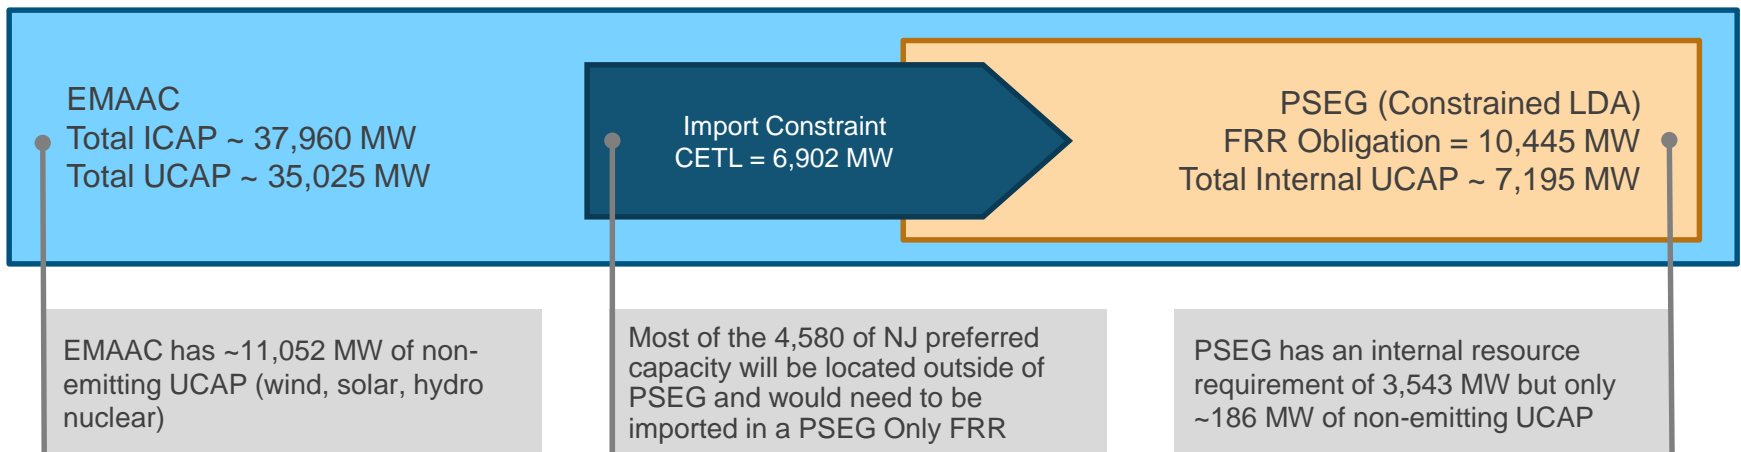 EMAAC
Total ICAP ~ 37,960 MW
Total UCAP ~ 35,025 MW
Import Constraint
CETL = 6,902 MW
PSEG (Constrained LDA)
FRR Obligation = 10,445 MW
Total Internal UCAP ~ 7,195 MW
EMAAC has ~11,052 MW of non-
emitting UCAP (wind, solar, hydro
nuclear)
Most of the 4,580 of NJ preferred
capacity will be located outside of
PSEG and would need to be
imported in a PSEG Only FRR
PSEG has an internal resource
requirement of 3,543 MW but only
~186 MW of non-emitting UCAP